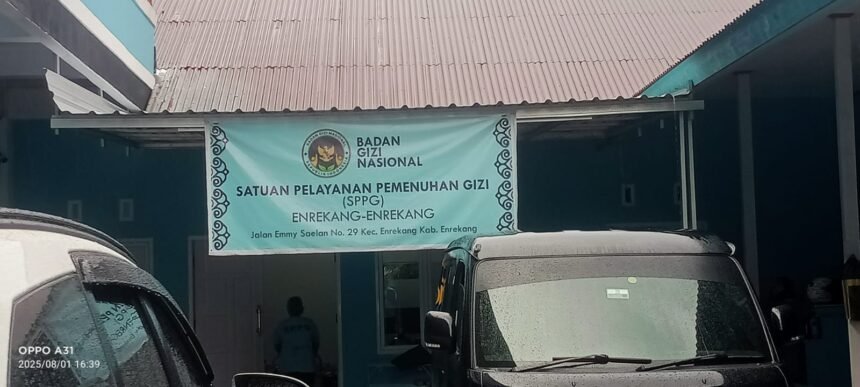 BADAN
GIZI
NASIONAL
SATUAN PELAYANAN PEMENUHAN GIZI
(SPPG)
ENREKANG-ENREKANG
Jalan Emmy Saelan No. 29 Kec. Enrekang Kab. Enrekang
OPPO A31
2025/08/01 16:39